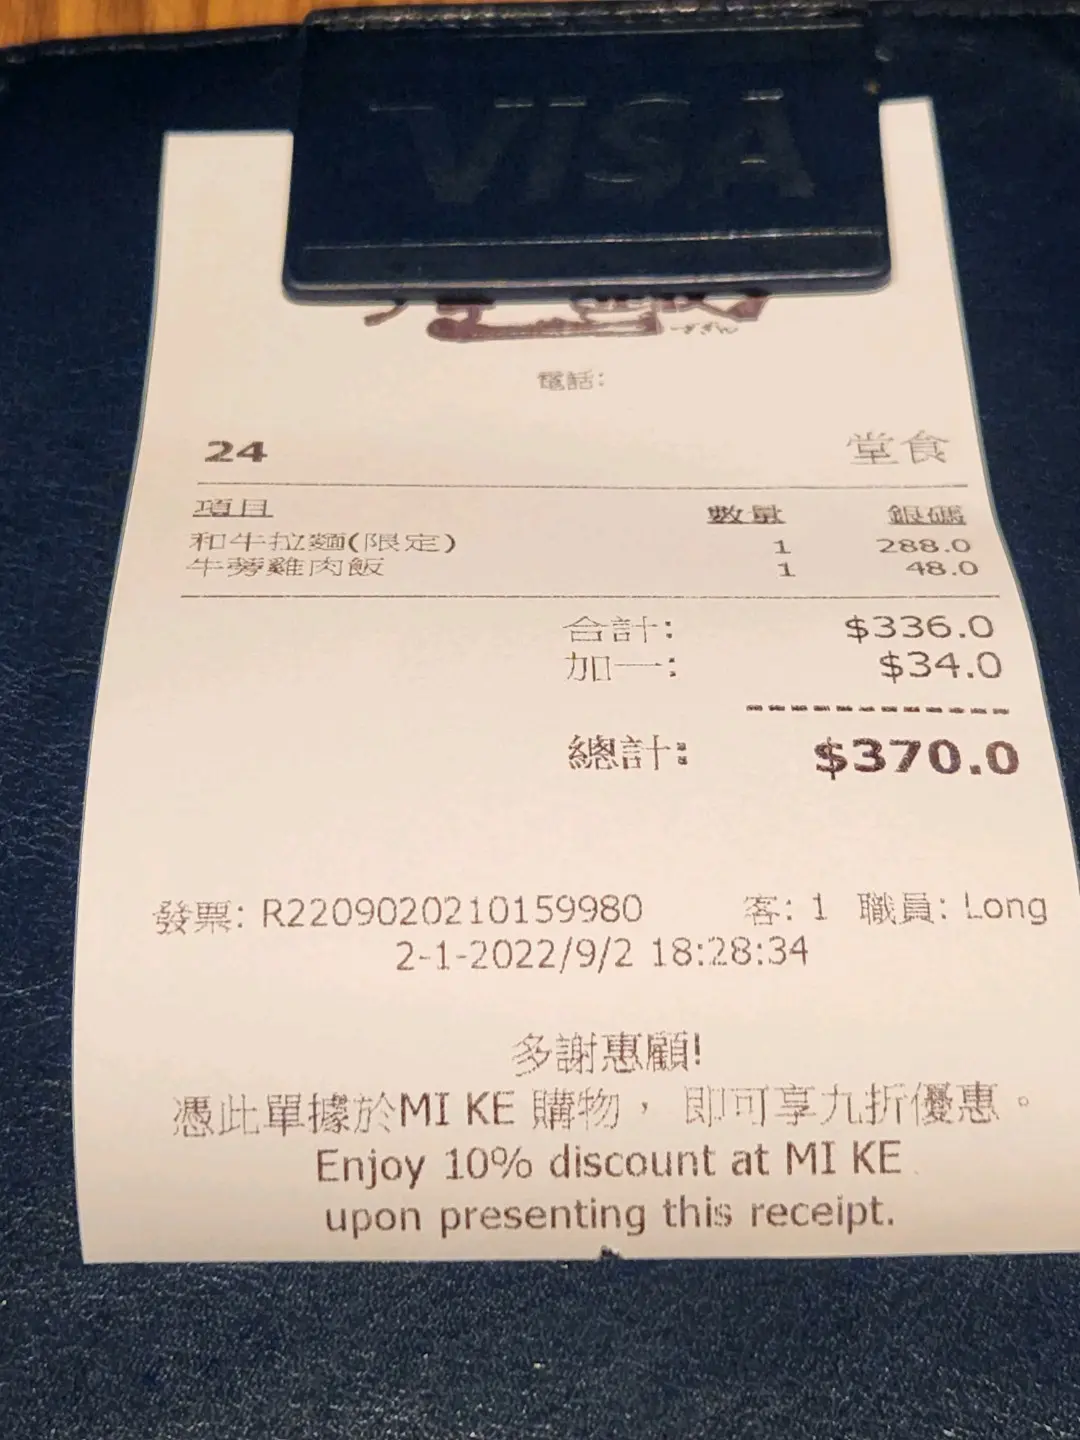 VISA
電話:
24 堂食
項目 數量 銀碼
和牛拉麵(限定) 1 288.0
牛蒡雞肉飯 1 48.0
合計: $336.0
加一: $34.0
------------
總計: $370.0
發票: R2209020210159980 客: 1 職員: Long
2-1-2022/9/2 18:28:34
多謝惠顧!
憑此單據於MI KE 購物， 即可享九折優惠。
Enjoy 10% discount at MI KE
upon presenting this receipt.